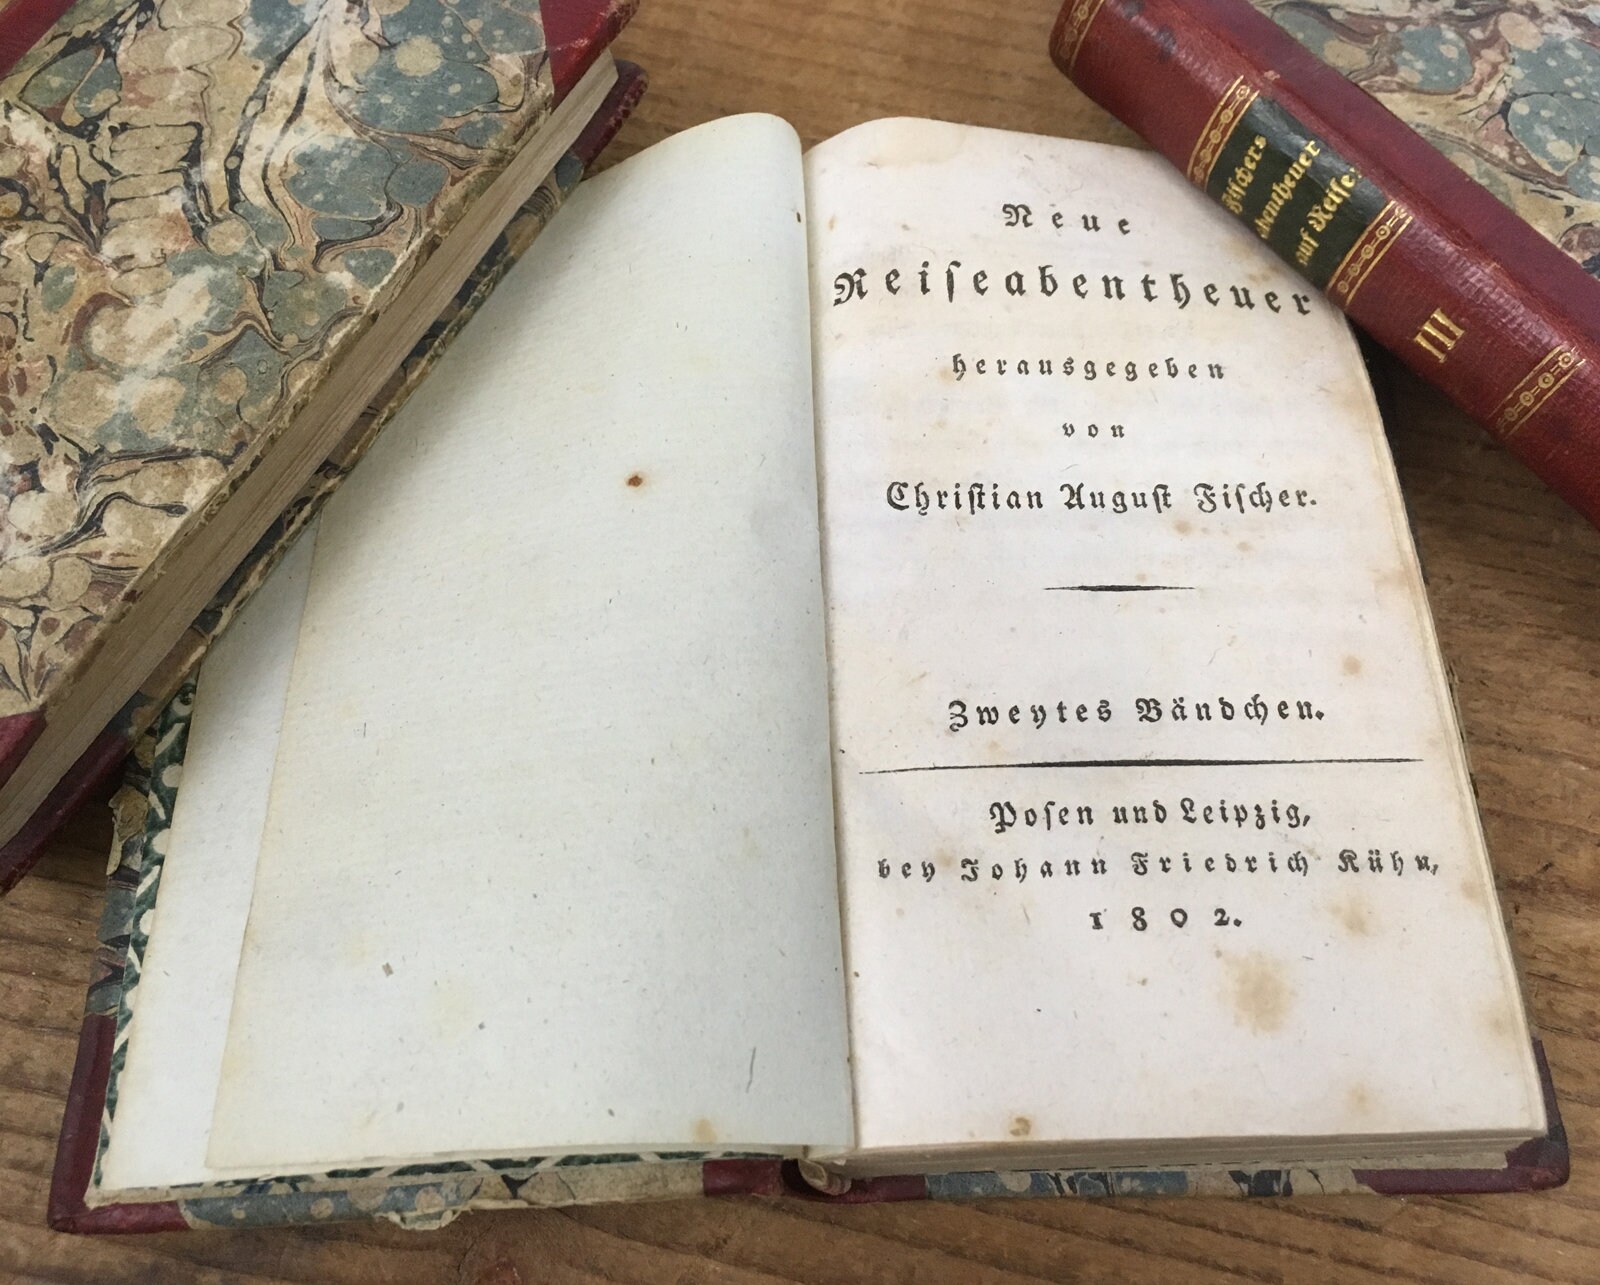 Neue
Reiſeabentheuer
herausgegeben
von
Chriſtian Auguſt Fiſcher.
Zweytes Bändchen.
Poſen und Leipzig,
bey Johann Friedrich Kühn,
1802.
Fiſchers
Abentheuer
auf Reiſe
III